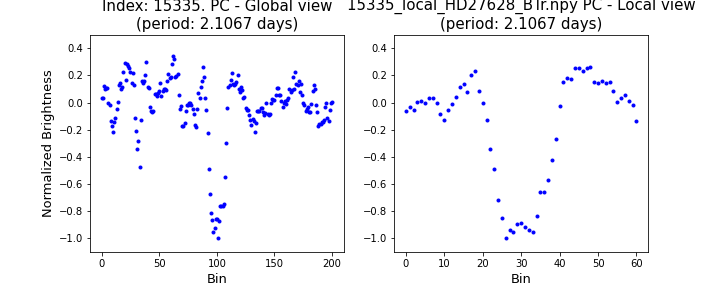 Index: 15335. PC - Global view
(period: 2.1067 days)
15335_local_HD27628_BTr.npy PC - Local view
(period: 2.1067 days)
Normalized Brightness
0.4
0.2
0.0
−0.2
−0.4
−0.6
−0.8
−1.0
0 50 100 150 200
Bin
0.4
0.2
0.0
−0.2
−0.4
−0.6
−0.8
−1.0
0 10 20 30 40 50 60
Bin